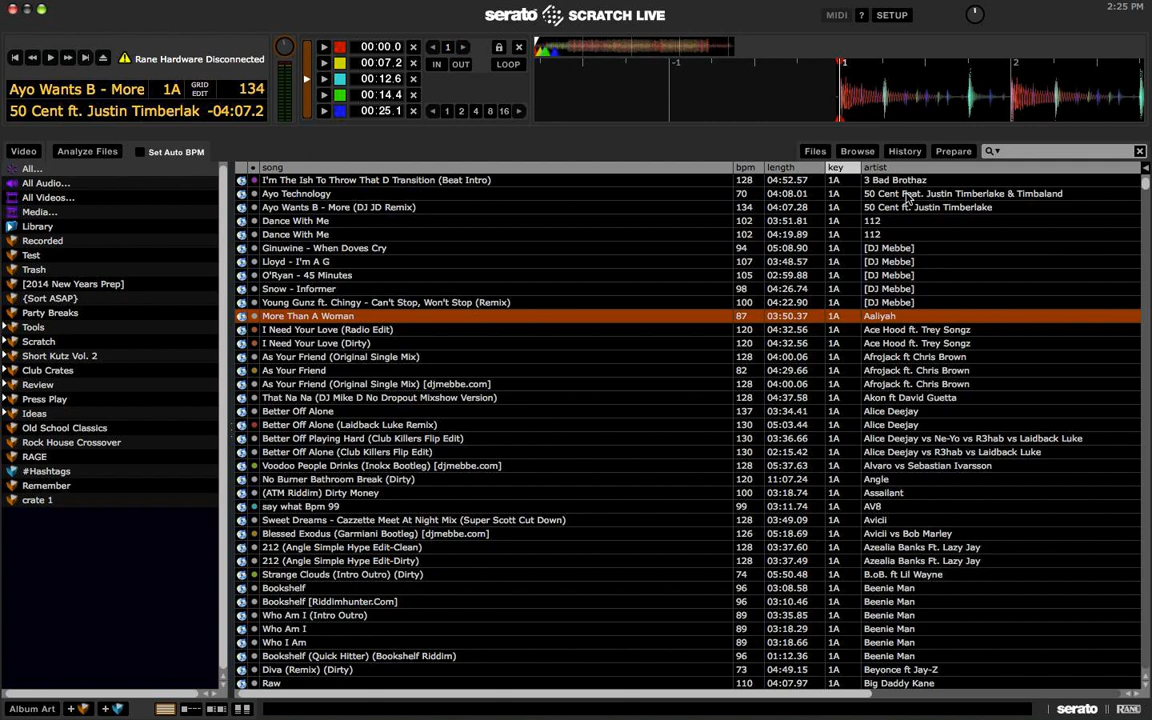 serato SCRATCH LIVE
MIDI ? SETUP
2:25 PM
Rane Hardware Disconnected
Ayo Wants B - More 1A GRID EDIT 134
50 Cent ft. Justin Timberlak -04:07.2
00:00.0
00:07.2
00:12.6
00:14.4
00:25.1
1
IN OUT LOOP
1 2 4 8 16
-1 1 2
Video Analyze Files Set Auto BPM
Files Browse History Prepare
All...
All Audio...
All Videos...
Media...
Library
Recorded
Test
Trash
[2014 New Years Prep]
{Sort ASAP}
Party Breaks
Tools
Scratch
Short Kutz Vol. 2
Club Crates
Review
Press Play
Ideas
Old School Classics
Rock House Crossover
RAGE
#Hashtags
Remember
crate 1
song bpm length key artist
I'm The Ish To Throw That D Transition (Beat Intro) 128 04:52.57 1A 3 Bad Brothaz
Ayo Technology 70 04:08.01 1A 50 Cent Feat. Justin Timberlake & Timbaland
Ayo Wants B - More (DJ JD Remix) 134 04:07.28 1A 50 Cent ft. Justin Timberlake
Dance With Me 102 03:51.81 1A 112
Dance With Me 102 04:19.89 1A 112
Ginuwine - When Doves Cry 94 05:08.90 1A [DJ Mebbe]
Lloyd - I'm A G 107 03:48.57 1A [DJ Mebbe]
O'Ryan - 45 Minutes 105 02:59.88 1A [DJ Mebbe]
Snow - Informer 98 04:26.74 1A [DJ Mebbe]
Young Gunz ft. Chingy - Can't Stop, Won't Stop (Remix) 100 04:22.90 1A [DJ Mebbe]
More Than A Woman 87 03:50.37 1A Aaliyah
I Need Your Love (Radio Edit) 120 04:32.56 1A Ace Hood ft. Trey Songz
I Need Your Love (Dirty) 120 04:32.56 1A Ace Hood ft. Trey Songz
As Your Friend (Original Single Mix) 128 04:00.06 1A Afrojack ft Chris Brown
As Your Friend 82 04:29.66 1A Afrojack ft. Chris Brown
As Your Friend (Original Single Mix) [djmebbe.com] 128 04:00.06 1A Afrojack ft. Chris Brown
That Na Na (DJ Mike D No Dropout Mixshow Version) 128 04:37.58 1A Akon ft David Guetta
Better Off Alone 137 03:34.41 1A Alice Deejay
Better Off Alone (Laidback Luke Remix) 130 05:03.44 1A Alice Deejay
Better Off Playing Hard (Club Killers Flip Edit) 130 03:36.66 1A Alice Deejay vs Ne-Yo vs R3hab vs Laidback Luke
Better Off Alone (Club Killers Flip Edit) 130 02:15.42 1A Alice Deejay vs R3hab vs Laidback Luke
Voodoo People Drinks (Inokx Bootleg) [djmebbe.com] 128 05:37.63 1A Alvaro vs Sebastian Ivarsson
No Burner Bathroom Break (Dirty) 120 11:07.24 1A Angle
(ATM Riddim) Dirty Money 100 03:18.74 1A Assailant
say what Bpm 99 99 03:11.74 1A AV8
Sweet Dreams - Cazzette Meet At Night Mix (Super Scott Cut Down) 128 03:49.09 1A Avicii
Blessed Exodus (Garmiani Bootleg) [djmebbe.com] 126 05:18.69 1A Avicii vs Bob Marley
212 (Angle Simple Hype Edit-Clean) 128 03:37.60 1A Azealia Banks Ft. Lazy Jay
212 (Angle Simple Hype Edit-Dirty) 128 03:37.49 1A Azealia Banks Ft. Lazy Jay
Strange Clouds (Intro Outro) (Dirty) 74 05:50.48 1A B.oB. ft Lil Wayne
Bookshelf 96 03:08.58 1A Beenie Man
Bookshelf [Riddimhunter.Com] 96 03:10.46 1A Beenie Man
Who Am I (Intro Outro) 89 03:35.85 1A Beenie Man
Who Am I 89 03:18.29 1A Beenie Man
Who I Am 89 03:18.66 1A Beenie Man
Bookshelf (Quick Hitter) (Bookshelf Riddim) 96 01:12.36 1A Beenie Man
Diva (Remix) (Dirty) 73 04:49.15 1A Beyonce ft Jay-Z
Raw 110 04:07.97 1A Big Daddy Kane
Album Art
serato RANE